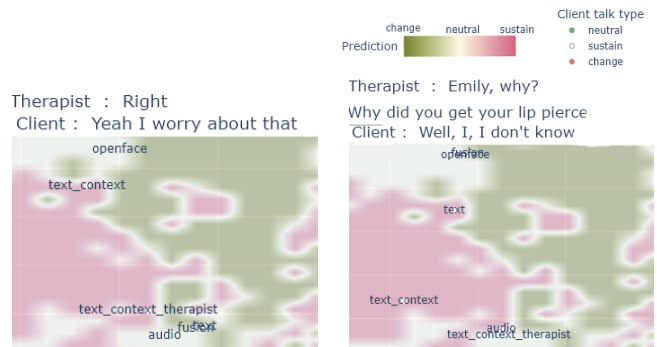 Client talk type
change neutral sustain
Prediction
neutral
sustain
change
Therapist : Right
Client : Yeah I worry about that
openface
text_context
text_context_therapist
text
fusion
audio
Therapist : Emily, why?
Why did you get your lip pierce
Client : Well, I, I don't know
fusion
openface
text
text_context
audio
text_context_therapist